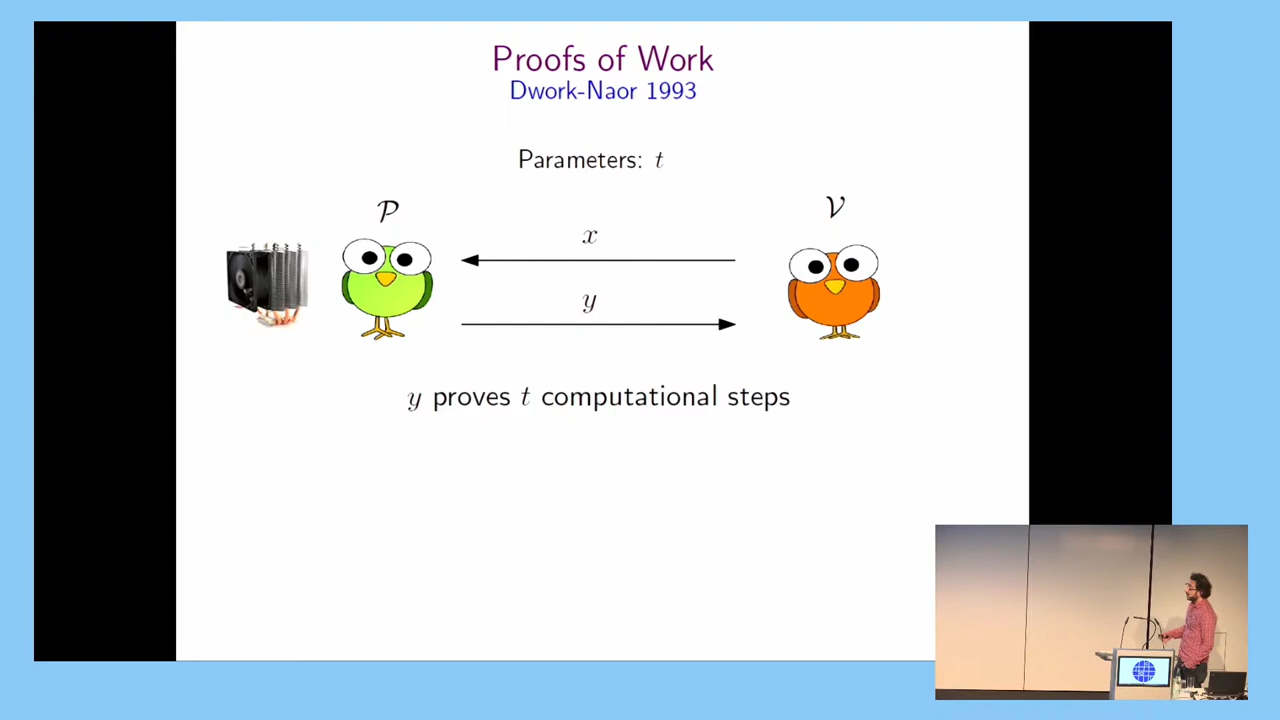 Proofs of Work
Dwork-Naor 1993
Parameters: t
𝒫
𝒱
x
y
y proves t computational steps